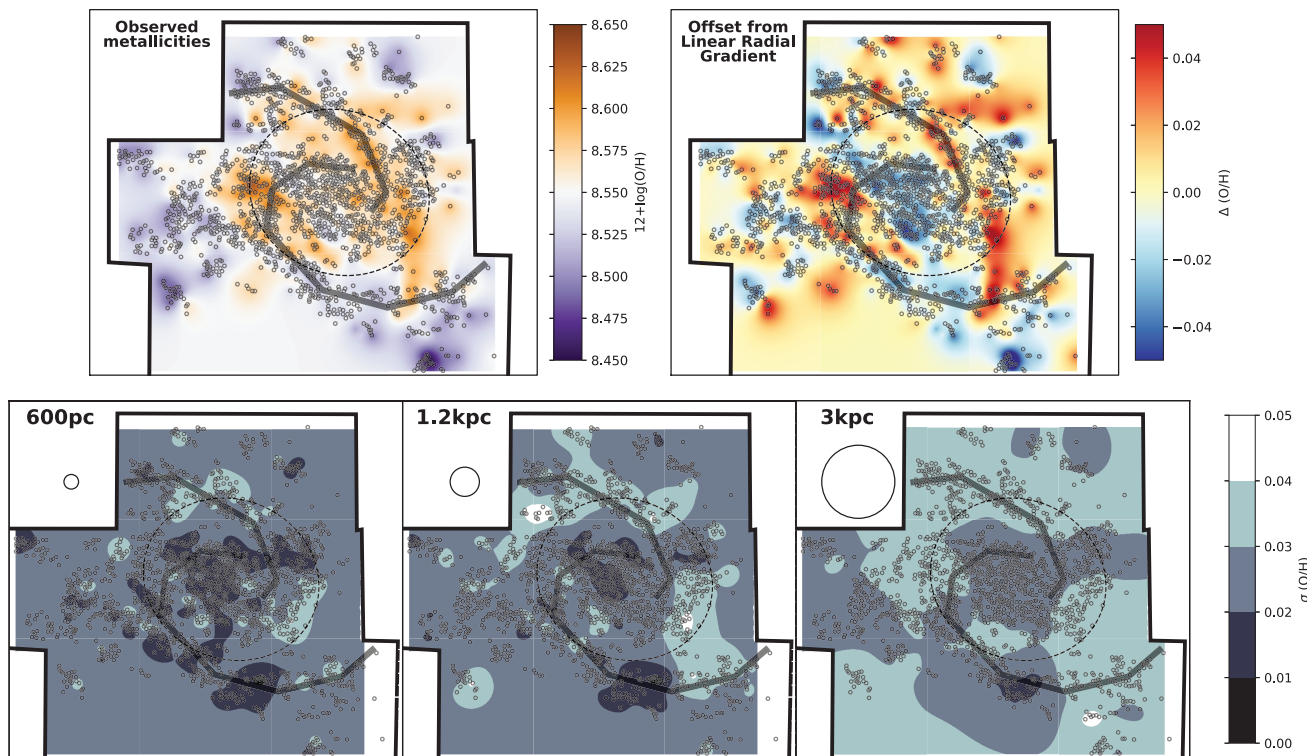 Observed
metallicities
8.650
8.625
8.600
8.575
8.550
8.525
8.500
8.475
8.450
12+log(O/H)
Offset from
Linear Radial
Gradient
0.04
0.02
0.00
−0.02
−0.04
Δ (O/H)
600pc
1.2kpc
3kpc
0.05
0.04
0.03
0.02
0.01
0.00
σ (O/H)